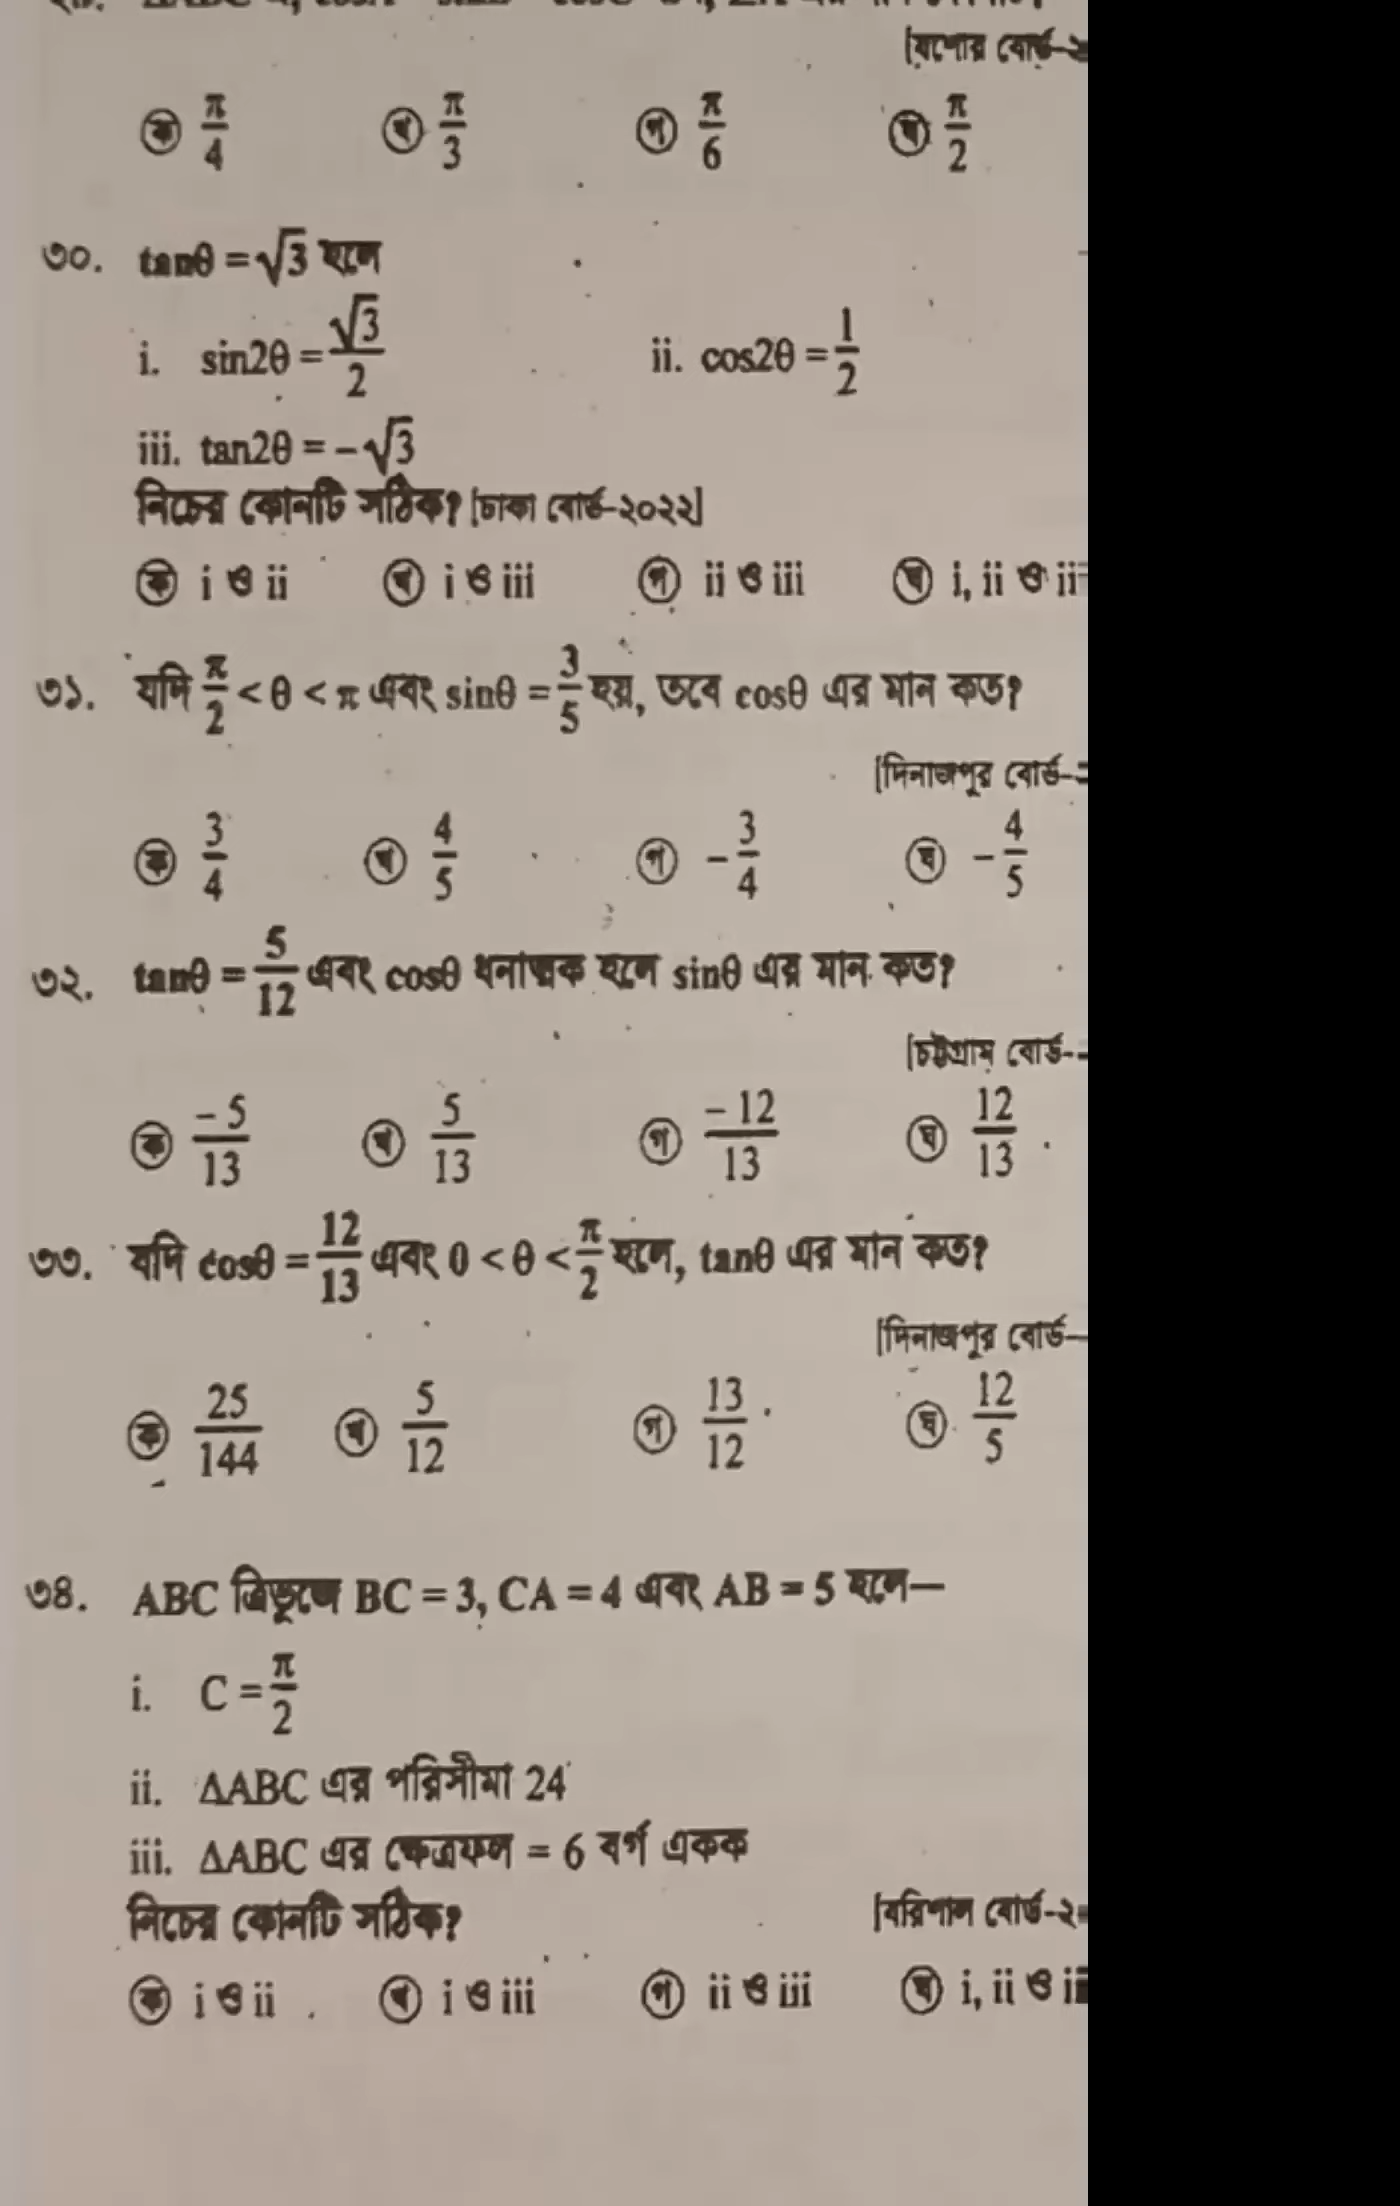 [যশোর বোর্ড-২
ক π/4 খ π/3 গ π/6 ঘ π/2
৩০. tanθ = √3 হলে
i. sin2θ = √3/2 ii. cos2θ = 1/2
iii. tan2θ = – √3
নিচের কোনটি সঠিক? [ঢাকা বোর্ড-২০২২]
ক i ও ii খ i ও iii গ ii ও iii ঘ i, ii ও
৩১. যদি π/2 < θ < π এবং sinθ = 3/5 হয়, তবে cosθ এর মান কত?
[দিনাজপুর বোর্ড-
ক 3/4 খ 4/5 গ – 3/4 ঘ – 4/5
৩২. tanθ = 5/12 এবং cosθ ধনাত্মক হলে sinθ এর মান কত?
[চট্টগ্রাম বোর্ড-
ক – 5/13 খ 5/13 গ – 12/13 ঘ 12/13
৩৩. যদি cosθ = 12/13 এবং 0 < θ < π/2 হলে, tanθ এর মান কত?
[দিনাজপুর বোর্ড–
ক 25/144 খ 5/12 গ 13/12 ঘ 12/5
৩৪. ABC ত্রিভুজে BC = 3, CA = 4 এবং AB = 5 হলে—
i. C = π/2
ii. ΔABC এর পরিসীমা 24
iii. ΔABC এর ক্ষেত্রফল = 6 বর্গ একক
নিচের কোনটি সঠিক? [বরিশাল বোর্ড-২
ক i ও ii খ i ও iii গ ii ও iii ঘ i, ii ও